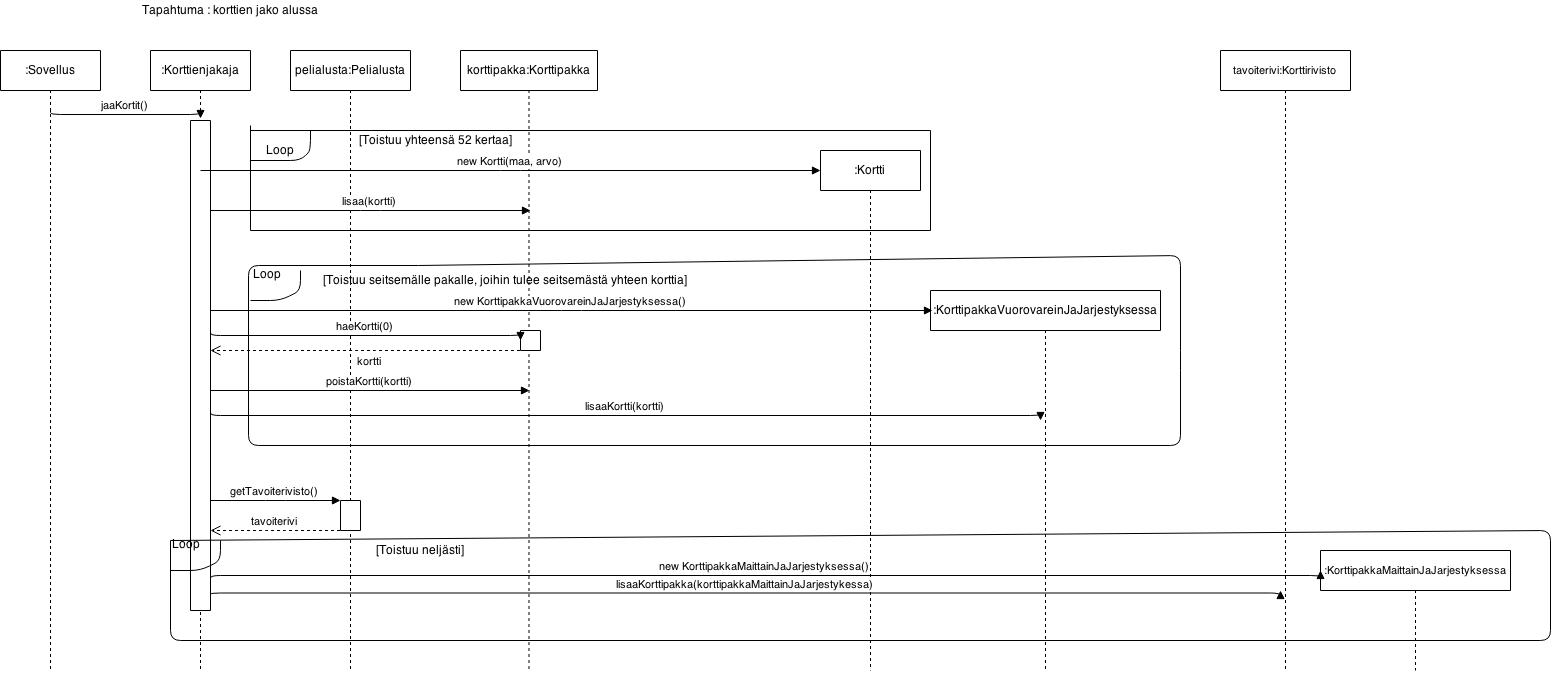 Tapahtuma : korttien jako alussa
:Sovellus
:Korttienjakaja
pelialusta:Pelialusta
korttipakka:Korttipakka
tavoiterivi:Korttirivisto
jaaKortit()
[Toistuu yhteensä 52 kertaa]
Loop
new Kortti(maa, arvo)
:Kortti
lisaa(kortti)
Loop
[Toistuu seitsemälle pakalle, joihin tulee seitsemästä yhteen korttia]
new KorttipakkaVuorovareinJaJarjestyksessa()
:KorttipakkaVuorovareinJaJarjestyksessa
haeKortti(0)
kortti
poistaKortti(kortti)
lisaaKortti(kortti)
getTavoiterivisto()
tavoiterivi
Loop
[Toistuu neljästi]
new KorttipakkaMaittainJaJarjestyksessa()
:KorttipakkaMaittainJaJarjestyksessa
lisaaKorttipakka(korttipakkaMaittainJaJarjestykessa)